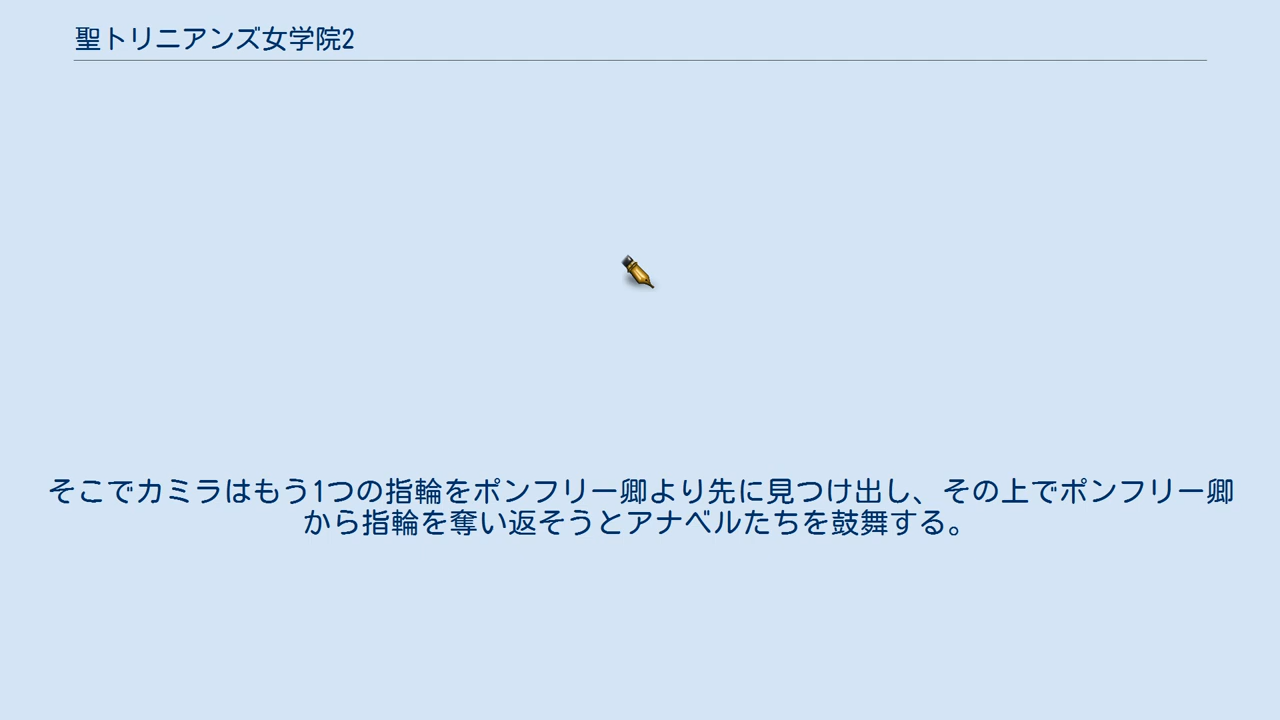 聖トリニアンズ女学院2
そこでカミラはもう1つの指輪をポンフリー卿より先に見つけ出し、その上でポンフリー卿
から指輪を奪い返そうとアナベルたちを鼓舞する。